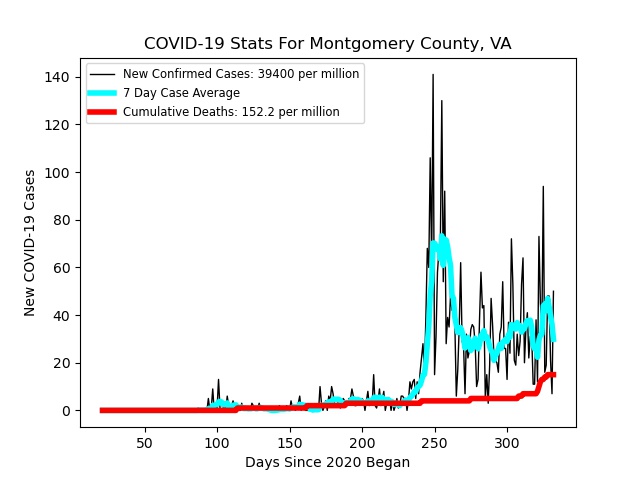 COVID-19 Stats For Montgomery County, VA
New Confirmed Cases: 39400 per million
7 Day Case Average
Cumulative Deaths: 152.2 per million
140
120
100
80
60
40
20
0
New COVID-19 Cases
50 100 150 200 250 300
Days Since 2020 Began